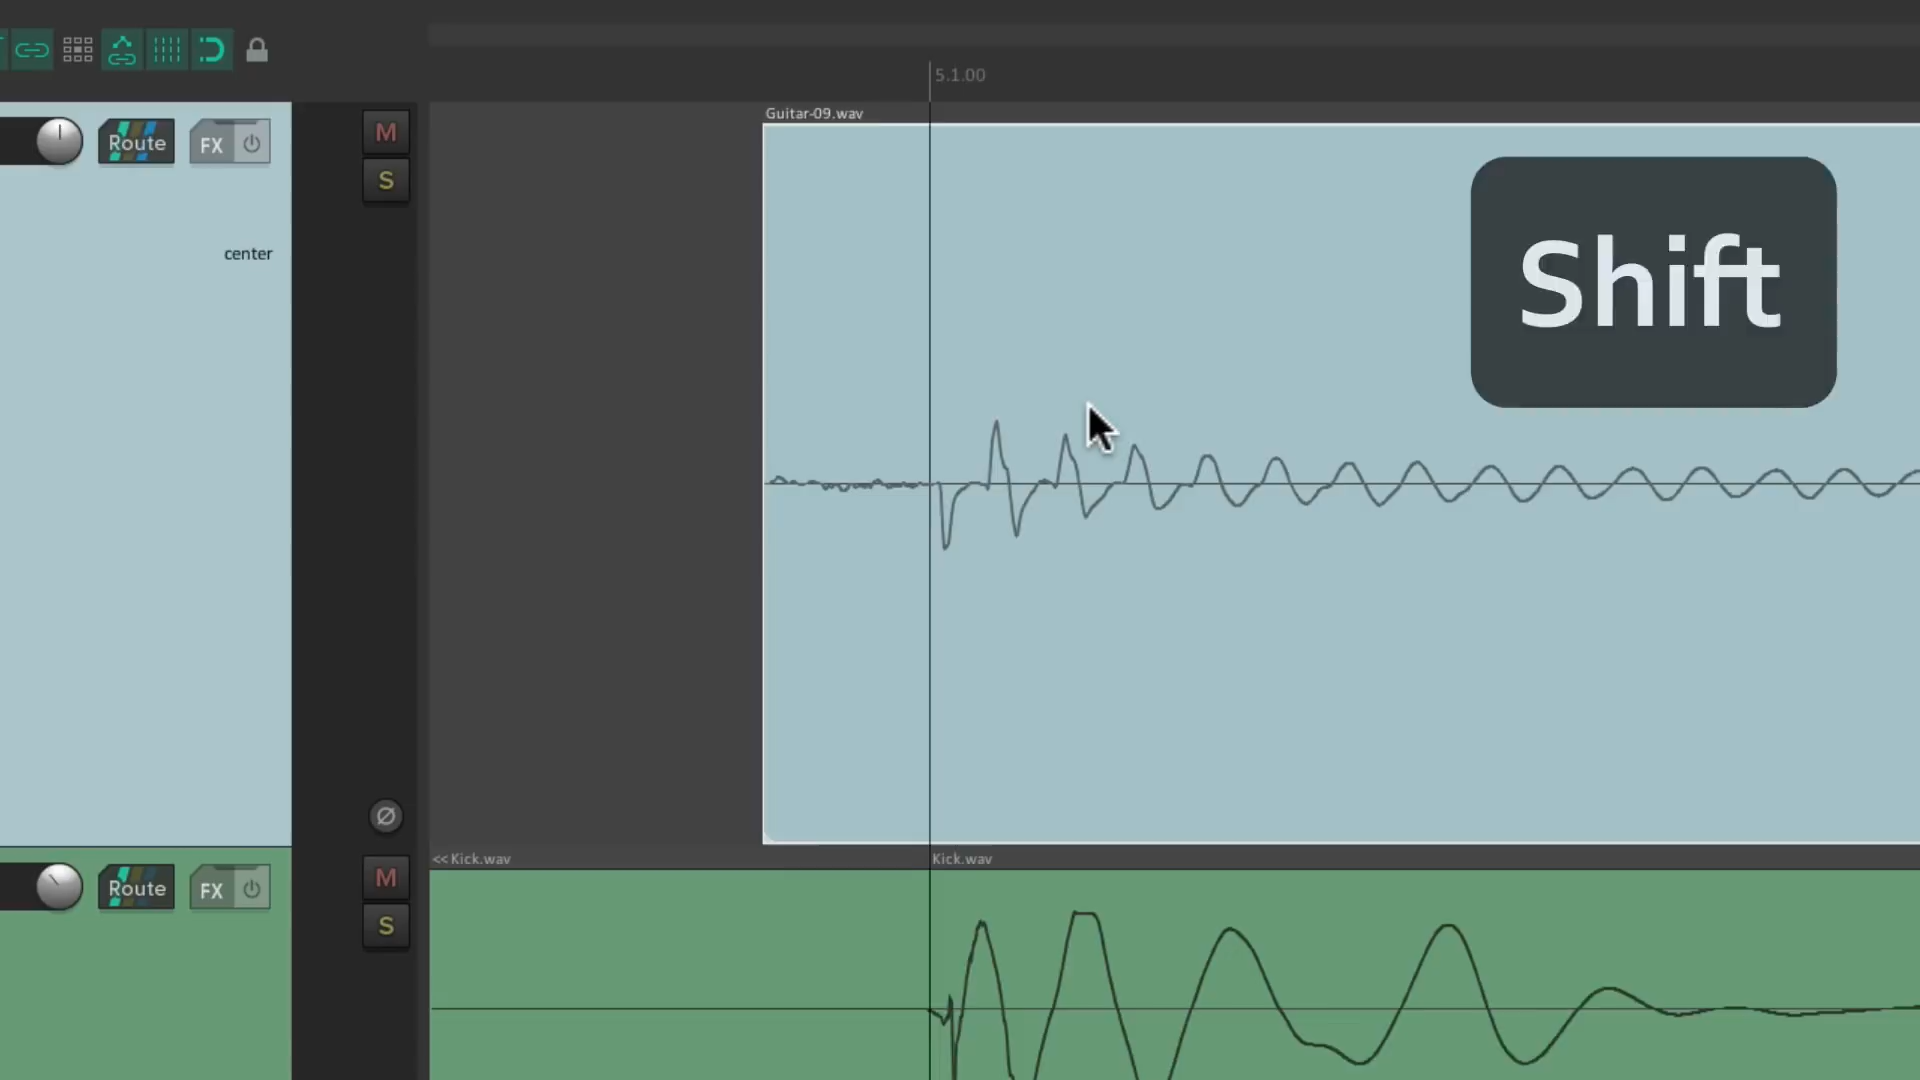 5.1.00
Guitar-09.wav
Route
FX
M
S
Shift
center
<< Kick.wav
Kick.wav
Route
FX
M
S